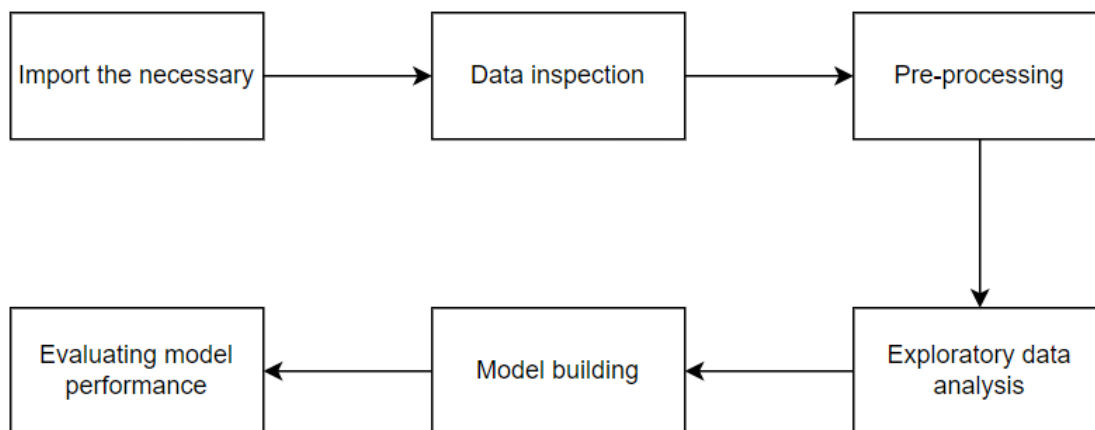 Import the necessary
Data inspection
Pre-processing
Exploratory data
analysis
Model building
Evaluating model
performance